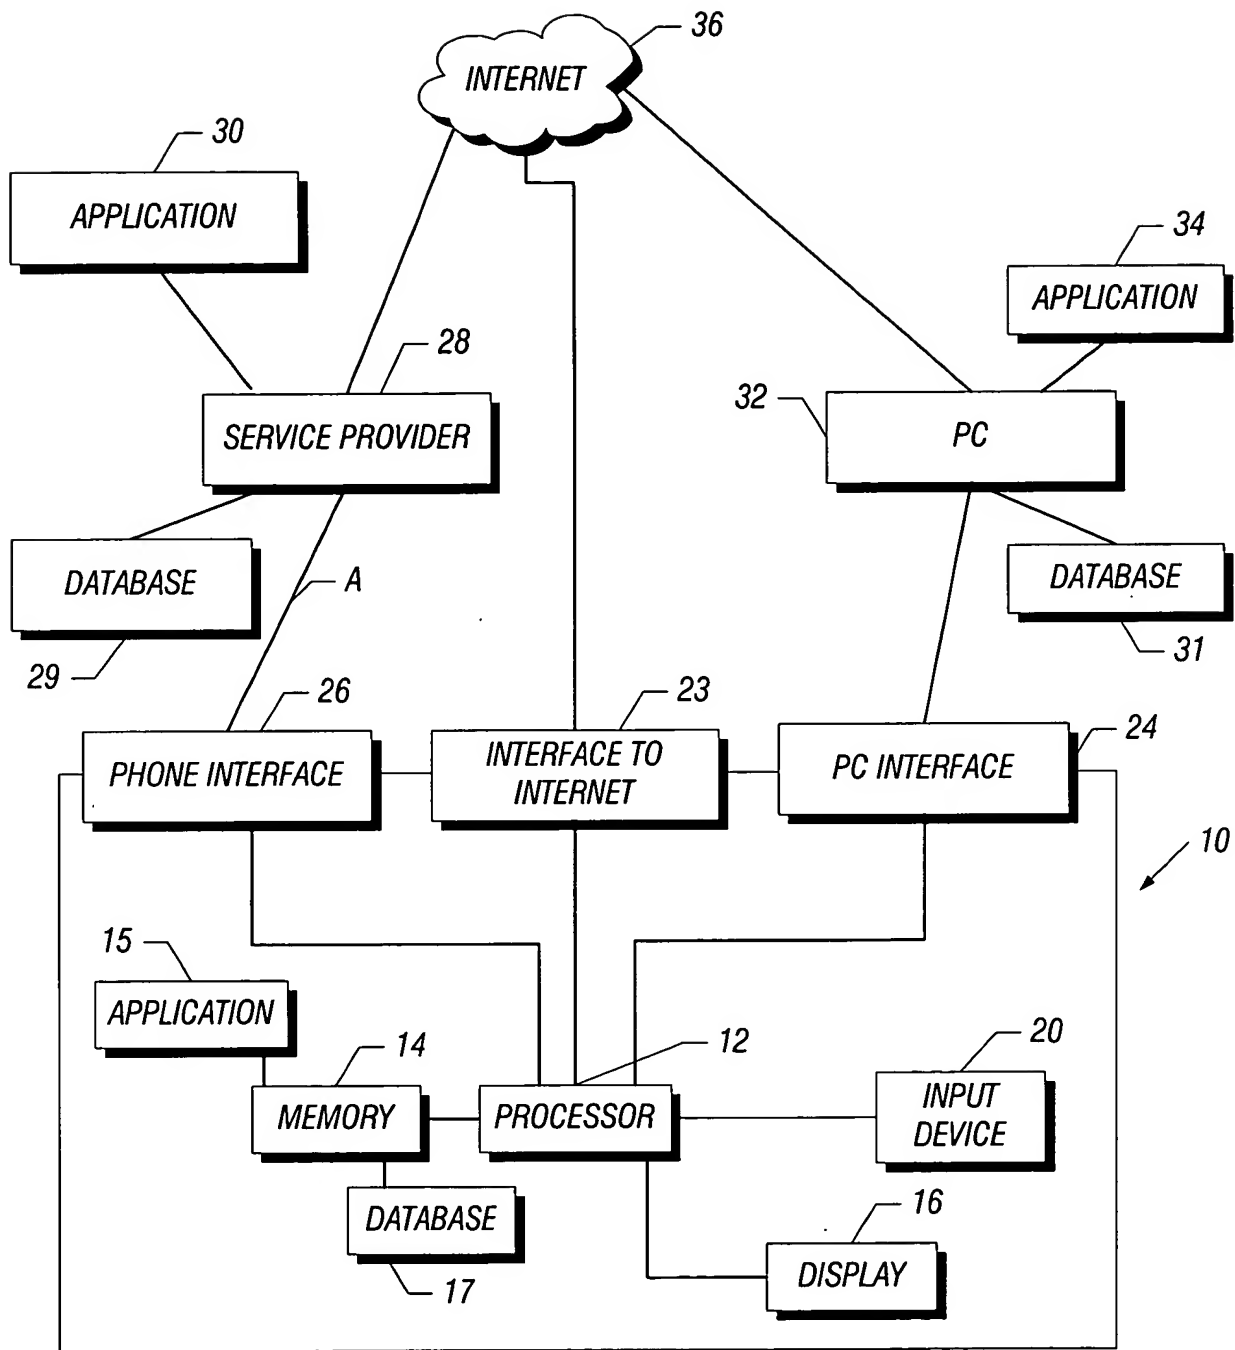 36
INTERNET
30
APPLICATION
34
APPLICATION
28
SERVICE PROVIDER
32
PC
DATABASE
29
A
DATABASE
31
26
PHONE INTERFACE
23
INTERFACE TO
INTERNET
24
PC INTERFACE
10
15
APPLICATION
14
MEMORY
12
PROCESSOR
20
INPUT
DEVICE
DATABASE
17
16
DISPLAY